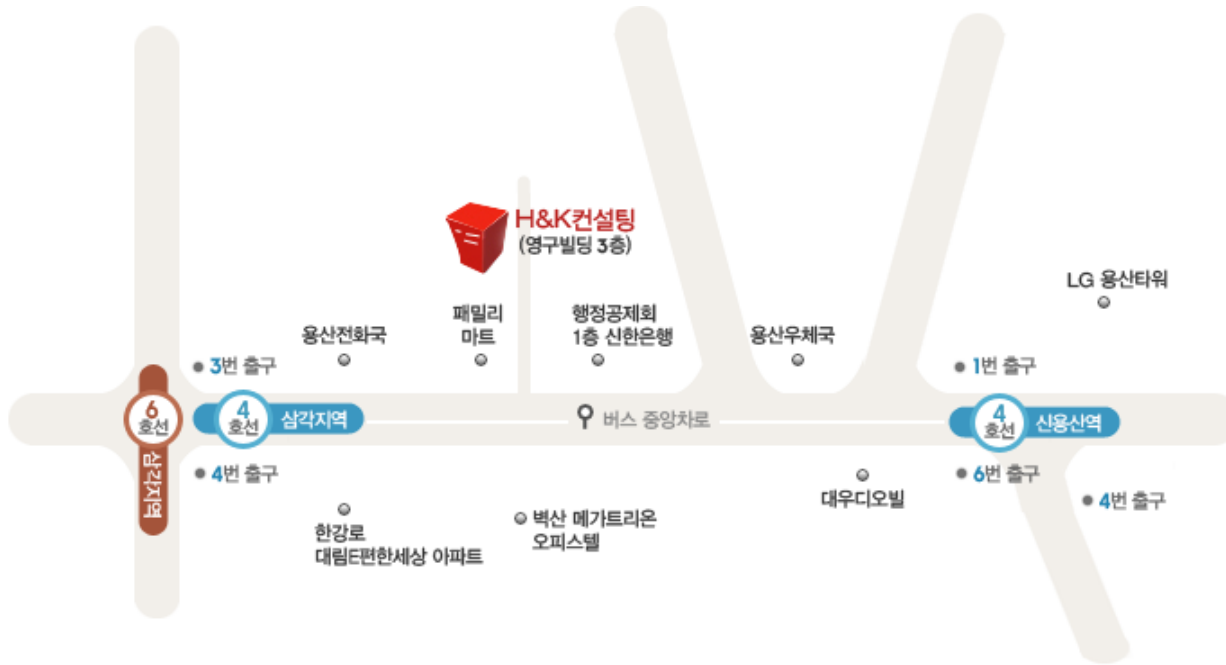 H&K컨설팅
(영구빌딩 3층)
LG 용산타워
패밀리
마트
행정공제회
1층 신한은행
용산전화국
용산우체국
3번 출구
1번 출구
6
호선
삼각지역
4
호선
삼각지역
버스 중앙차로
4
호선
신용산역
4번 출구
6번 출구
4번 출구
대우디오빌
한강로
대림E편한세상 아파트
벽산 메가트리온
오피스텔